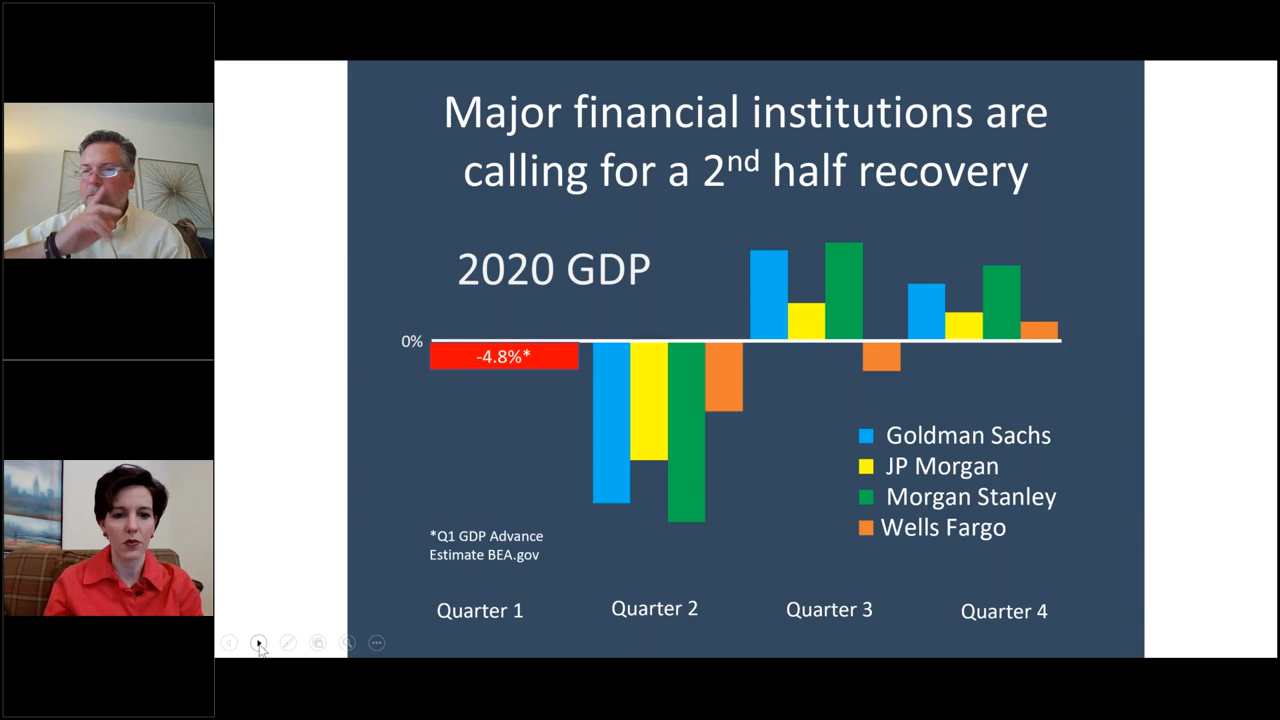 Major financial institutions are
calling for a 2nd half recovery
2020 GDP
0%
-4.8%*
Goldman Sachs
JP Morgan
Morgan Stanley
Wells Fargo
*Q1 GDP Advance
Estimate BEA.gov
Quarter 1
Quarter 2
Quarter 3
Quarter 4